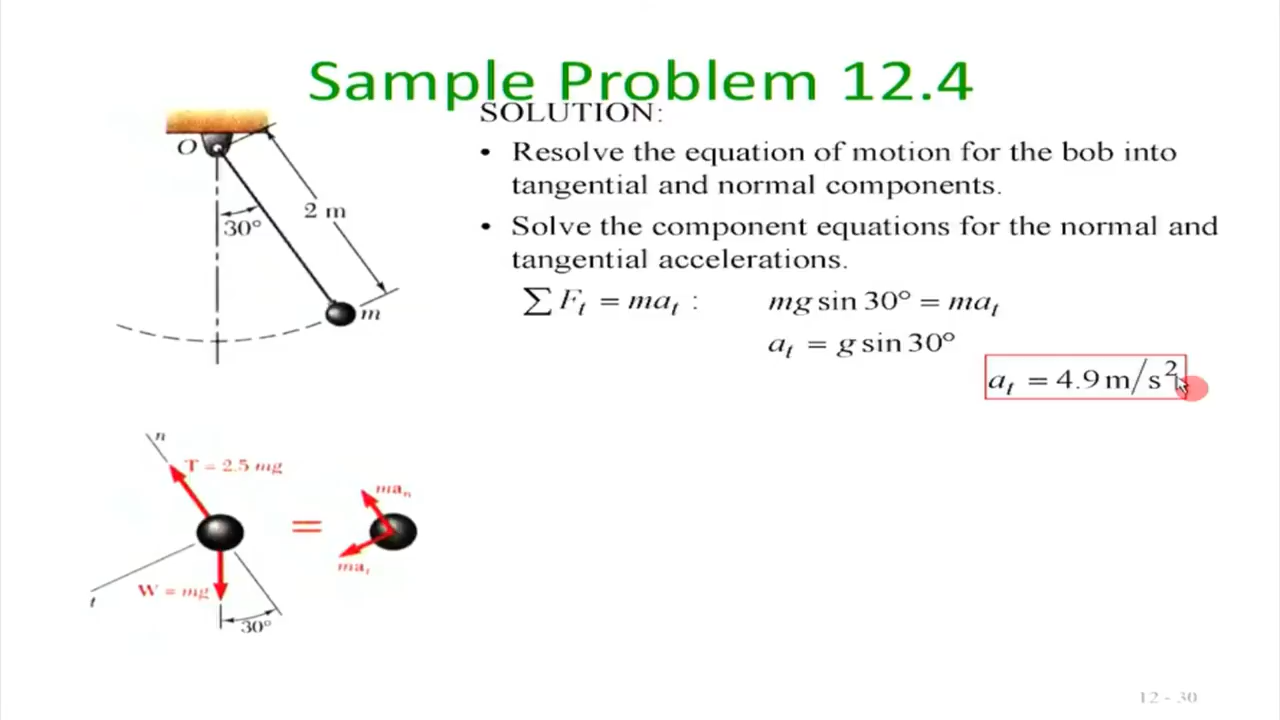 Sample Problem 12.4
SOLUTION:
• Resolve the equation of motion for the bob into
tangential and normal components.
• Solve the component equations for the normal and
tangential accelerations.
∑ Fₜ = maₜ : mg sin 30° = maₜ
aₜ = g sin 30°
aₜ = 4.9 m/s²
O
2 m
30°
m
n
T = 2.5 mg
=
maₙ
maₜ
W = mg
t
30°
12 - 30